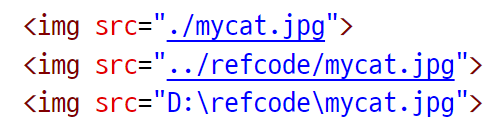 <img src="./mycat.jpg">
<img src="../refcode/mycat.jpg">
<img src="D:\refcode\mycat.jpg">